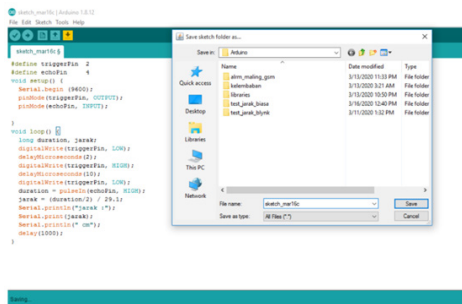 sketch_mar16c | Arduino 1.8.12
File Edit Sketch Tools Help
sketch_mar16c §
#define triggerPin 2
#define echoPin 4
void setup() {
Serial.begin (9600);
pinMode(triggerPin, OUTPUT);
pinMode(echoPin, INPUT);
}
void loop() {
long duration, jarak;
digitalWrite(triggerPin, LOW);
delayMicroseconds(2);
digitalWrite(triggerPin, HIGH);
delayMicroseconds(10);
digitalWrite(triggerPin, LOW);
duration = pulseIn(echoPin, HIGH);
jarak = (duration/2) / 29.1;
Serial.println("jarak :");
Serial.print(jarak);
Serial.println(" cm");
delay(1000);
}
Saving...
Save sketch folder as...
Save in: Arduino
Name Date modified Type
alrm_maling_gsm 3/13/2020 11:33 PM File folder
kelembaben 3/13/2020 3:21 AM File folder
libraries 3/13/2020 10:50 PM File folder
test_jarak_biasa 3/16/2020 12:40 PM File folder
test_jarak_blynk 3/11/2020 1:32 PM File folder
Quick access
Desktop
Libraries
This PC
Network
File name: sketch_mar16c Save
Save as type: All Files (*.*) Cancel